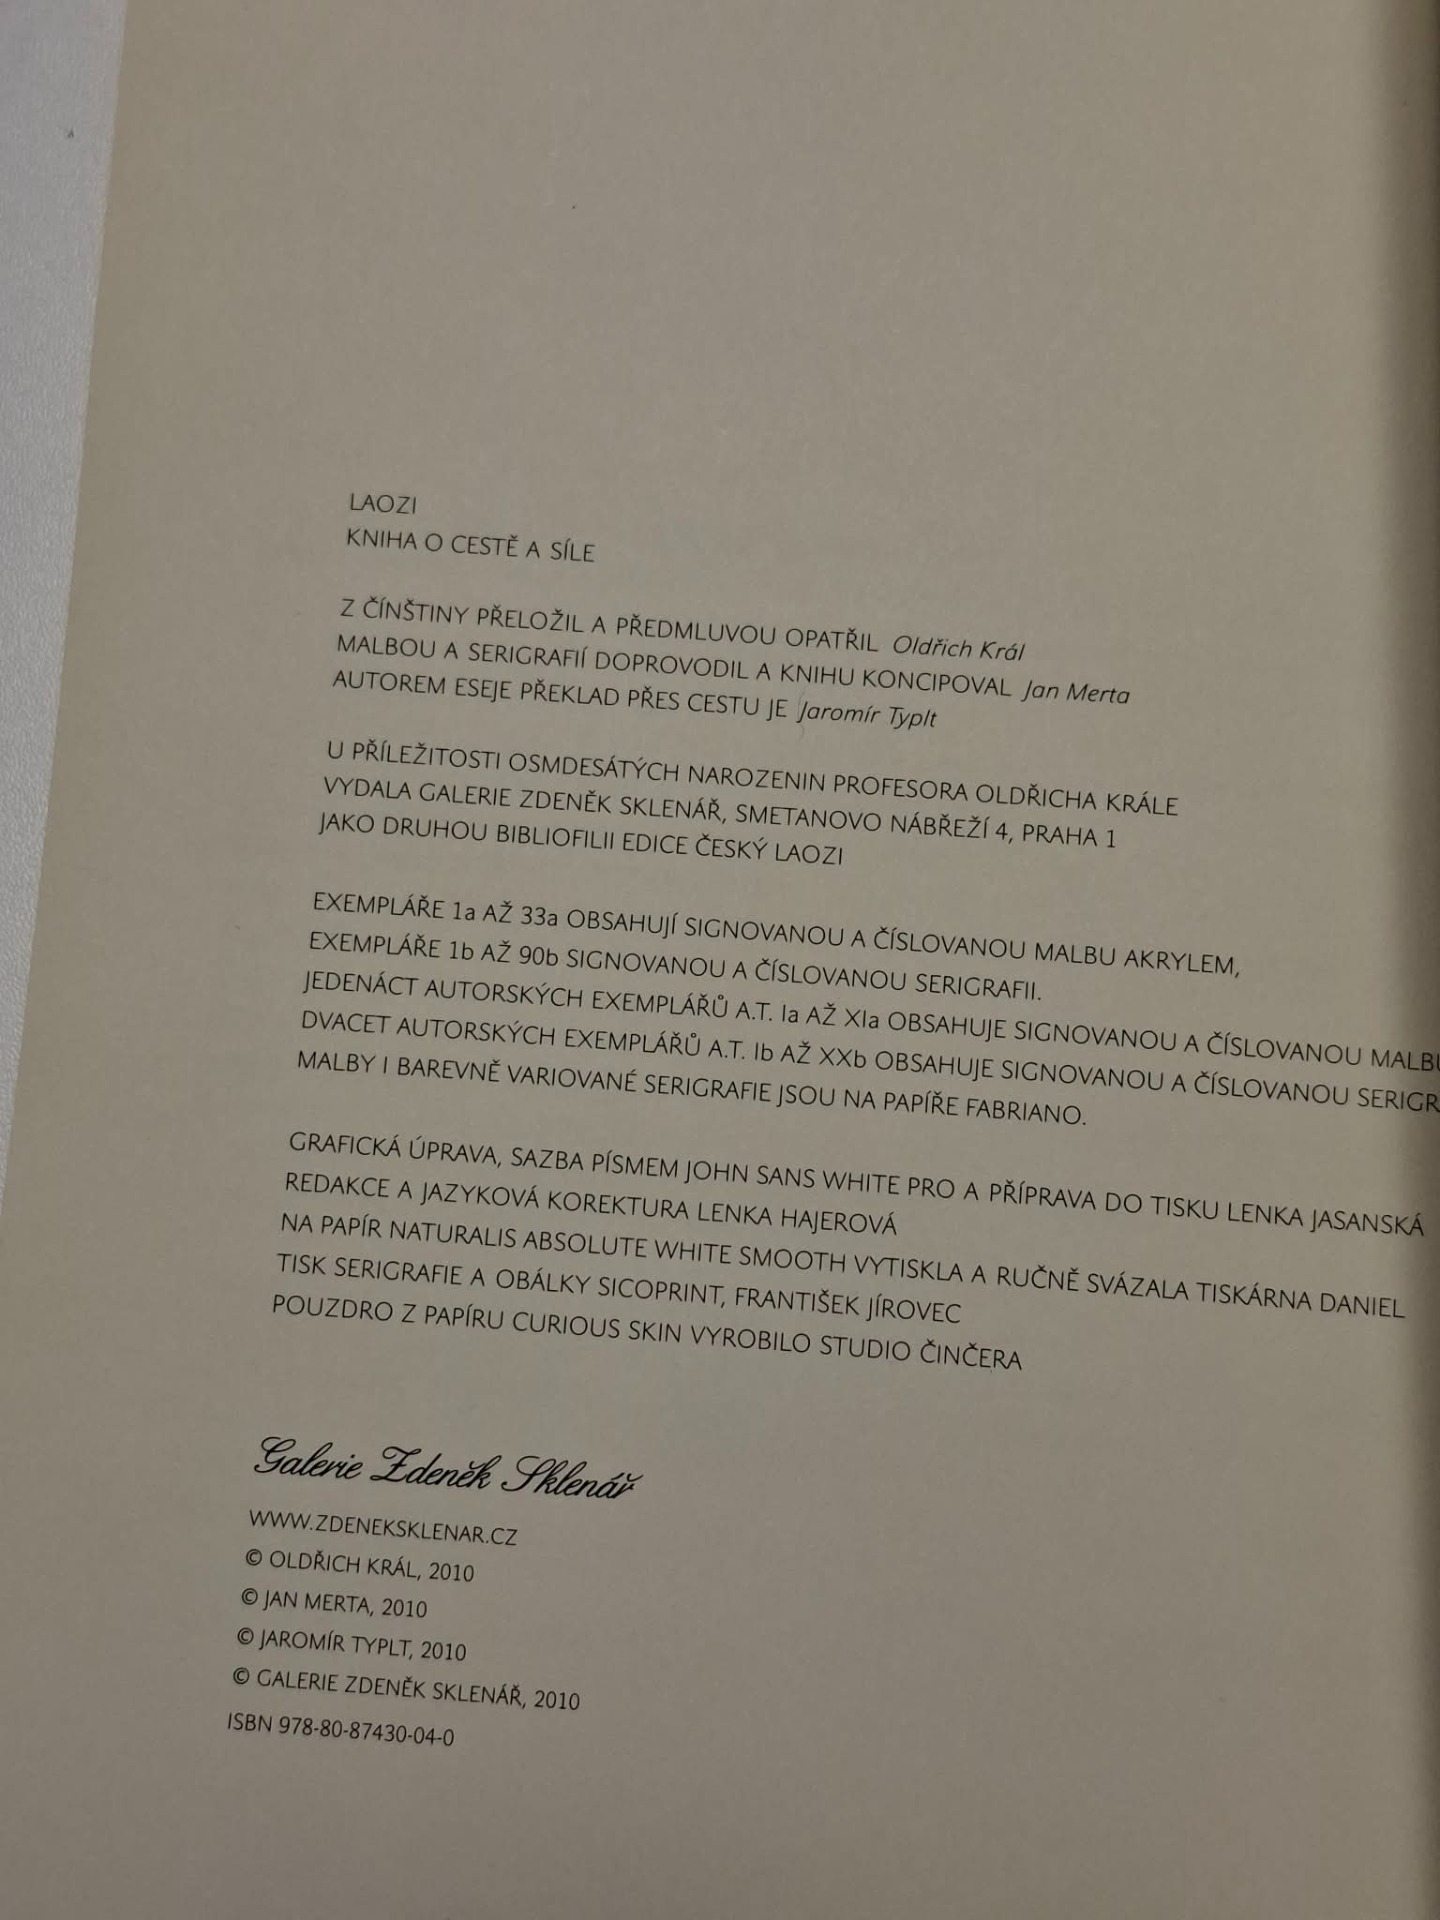 LAOZI
KNIHA O CESTĚ A SÍLE
Z ČÍNŠTINY PŘELOŽIL A PŘEDMLUVOU OPATŘIL Oldřich Král
MALBOU A SERIGRAFIÍ DOPROVODIL A KNIHU KONCIPOVAL Jan Merta
AUTOREM ESEJE PŘEKLAD PŘES CESTU JE Jaromír Typlt
U PŘÍLEŽITOSTI OSMDESÁTÝCH NAROZENIN PROFESORA OLDŘICHA KRÁLE
VYDALA GALERIE ZDENĚK SKLENÁŘ, SMETANOVO NÁBŘEŽÍ 4, PRAHA 1
JAKO DRUHOU BIBLIOFILII EDICE ČESKÝ LAOZI
EXEMPLÁŘE 1a AŽ 33a OBSAHUJÍ SIGNOVANOU A ČÍSLOVANOU MALBU AKRYLEM,
EXEMPLÁŘE 1b AŽ 90b SIGNOVANOU A ČÍSLOVANOU SERIGRAFII.
JEDENÁCT AUTORSKÝCH EXEMPLÁŘŮ A.T. Ia AŽ XIa OBSAHUJE SIGNOVANOU A ČÍSLOVANOU MALBU
DVACET AUTORSKÝCH EXEMPLÁŘŮ A.T. Ib AŽ XXb OBSAHUJE SIGNOVANOU A ČÍSLOVANOU SERIGR
MALBY I BAREVNĚ VARIOVANÉ SERIGRAFIE JSOU NA PAPÍŘE FABRIANO.
GRAFICKÁ ÚPRAVA, SAZBA PÍSMEM JOHN SANS WHITE PRO A PŘÍPRAVA DO TISKU LENKA JASANSKÁ
REDAKCE A JAZYKOVÁ KOREKTURA LENKA HAJEROVÁ
NA PAPÍR NATURALIS ABSOLUTE WHITE SMOOTH VYTISKLA A RUČNĚ SVÁZALA TISKÁRNA DANIEL
TISK SERIGRAFIE A OBÁLKY SICOPRINT, FRANTIŠEK JÍROVEC
POUZDRO Z PAPÍRU CURIOUS SKIN VYROBILO STUDIO ČINČERA
Galerie Zdeněk Sklenář
WWW.ZDENEKSKLENAR.CZ
© OLDŘICH KRÁL, 2010
© JAN MERTA, 2010
© JAROMÍR TYPLT, 2010
© GALERIE ZDENĚK SKLENÁŘ, 2010
ISBN 978-80-87430-04-0